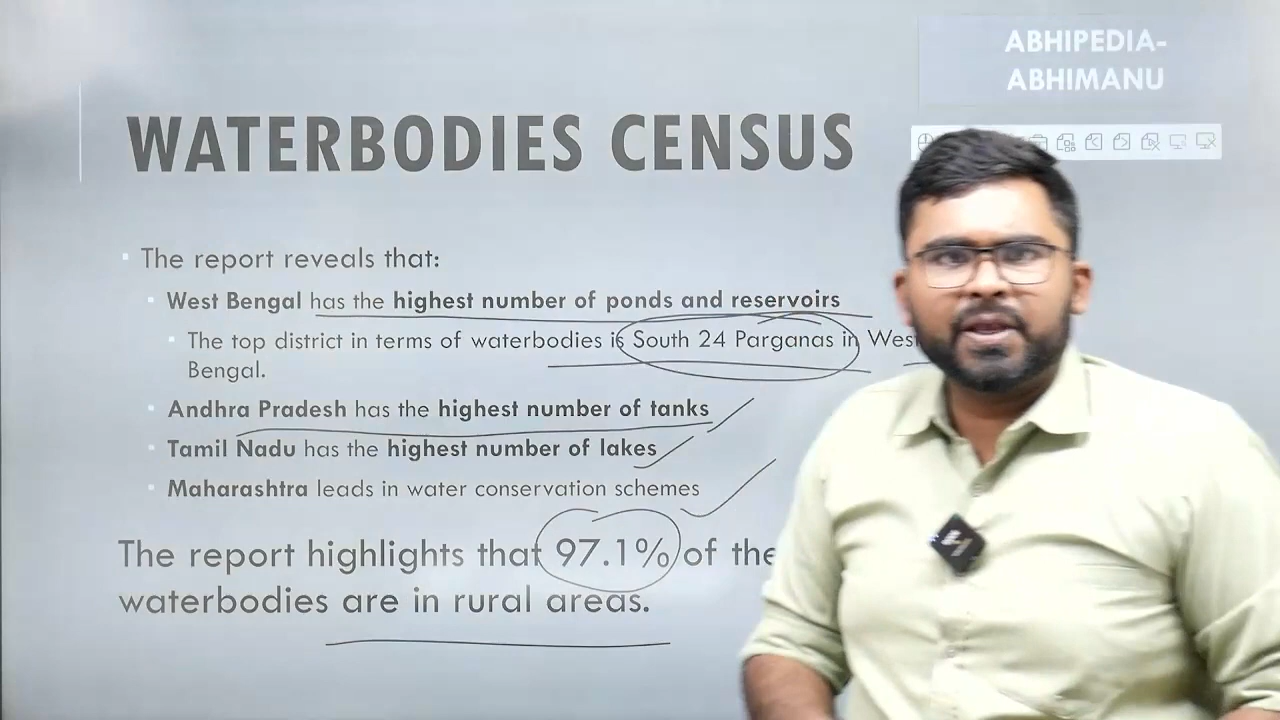 ABHIPEDIA-
ABHIMANU
WATERBODIES CENSUS
The report reveals that:
West Bengal has the highest number of ponds and reservoirs
The top district in terms of waterbodies is South 24 Parganas in West
Bengal.
Andhra Pradesh has the highest number of tanks
Tamil Nadu has the highest number of lakes
Maharashtra leads in water conservation schemes
The report highlights that 97.1% of the
waterbodies are in rural areas.